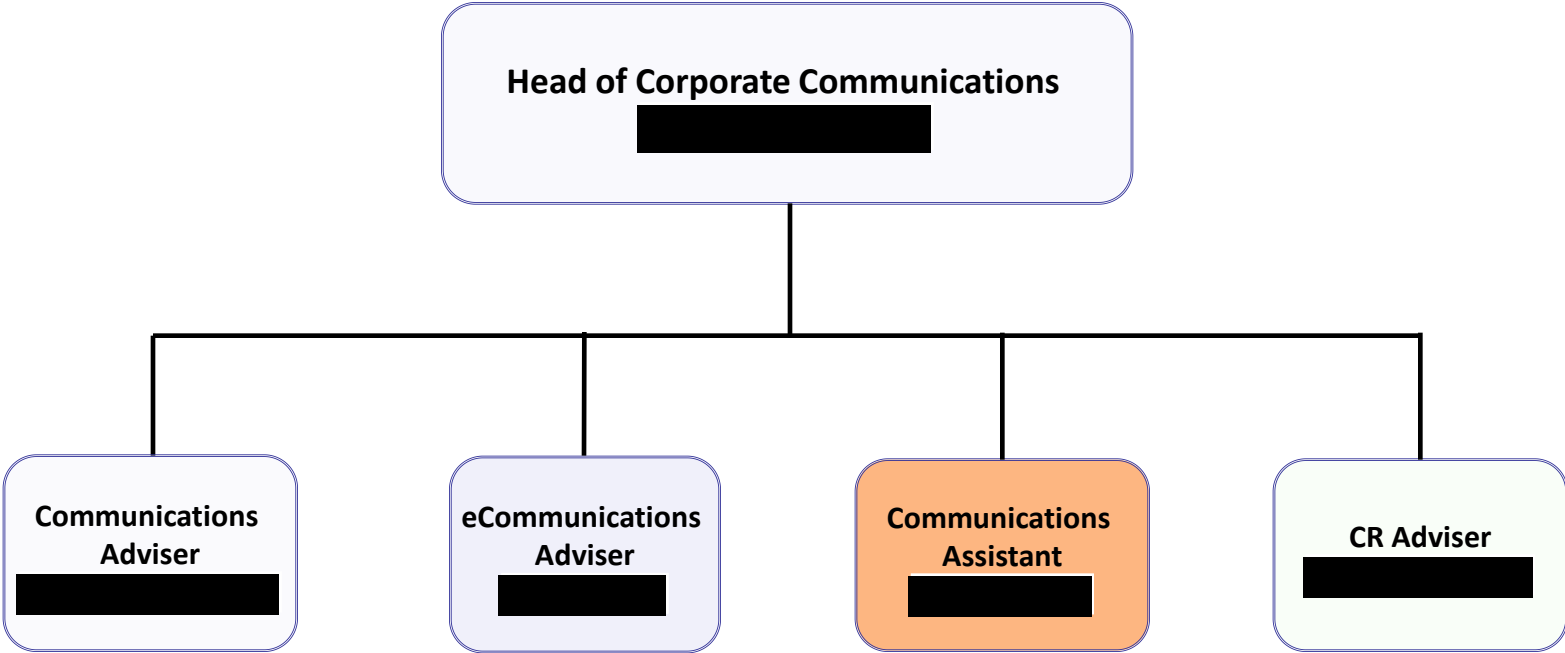 Head of Corporate Communications
Communications
Adviser
eCommunications
Adviser
Communications
Assistant
CR Adviser